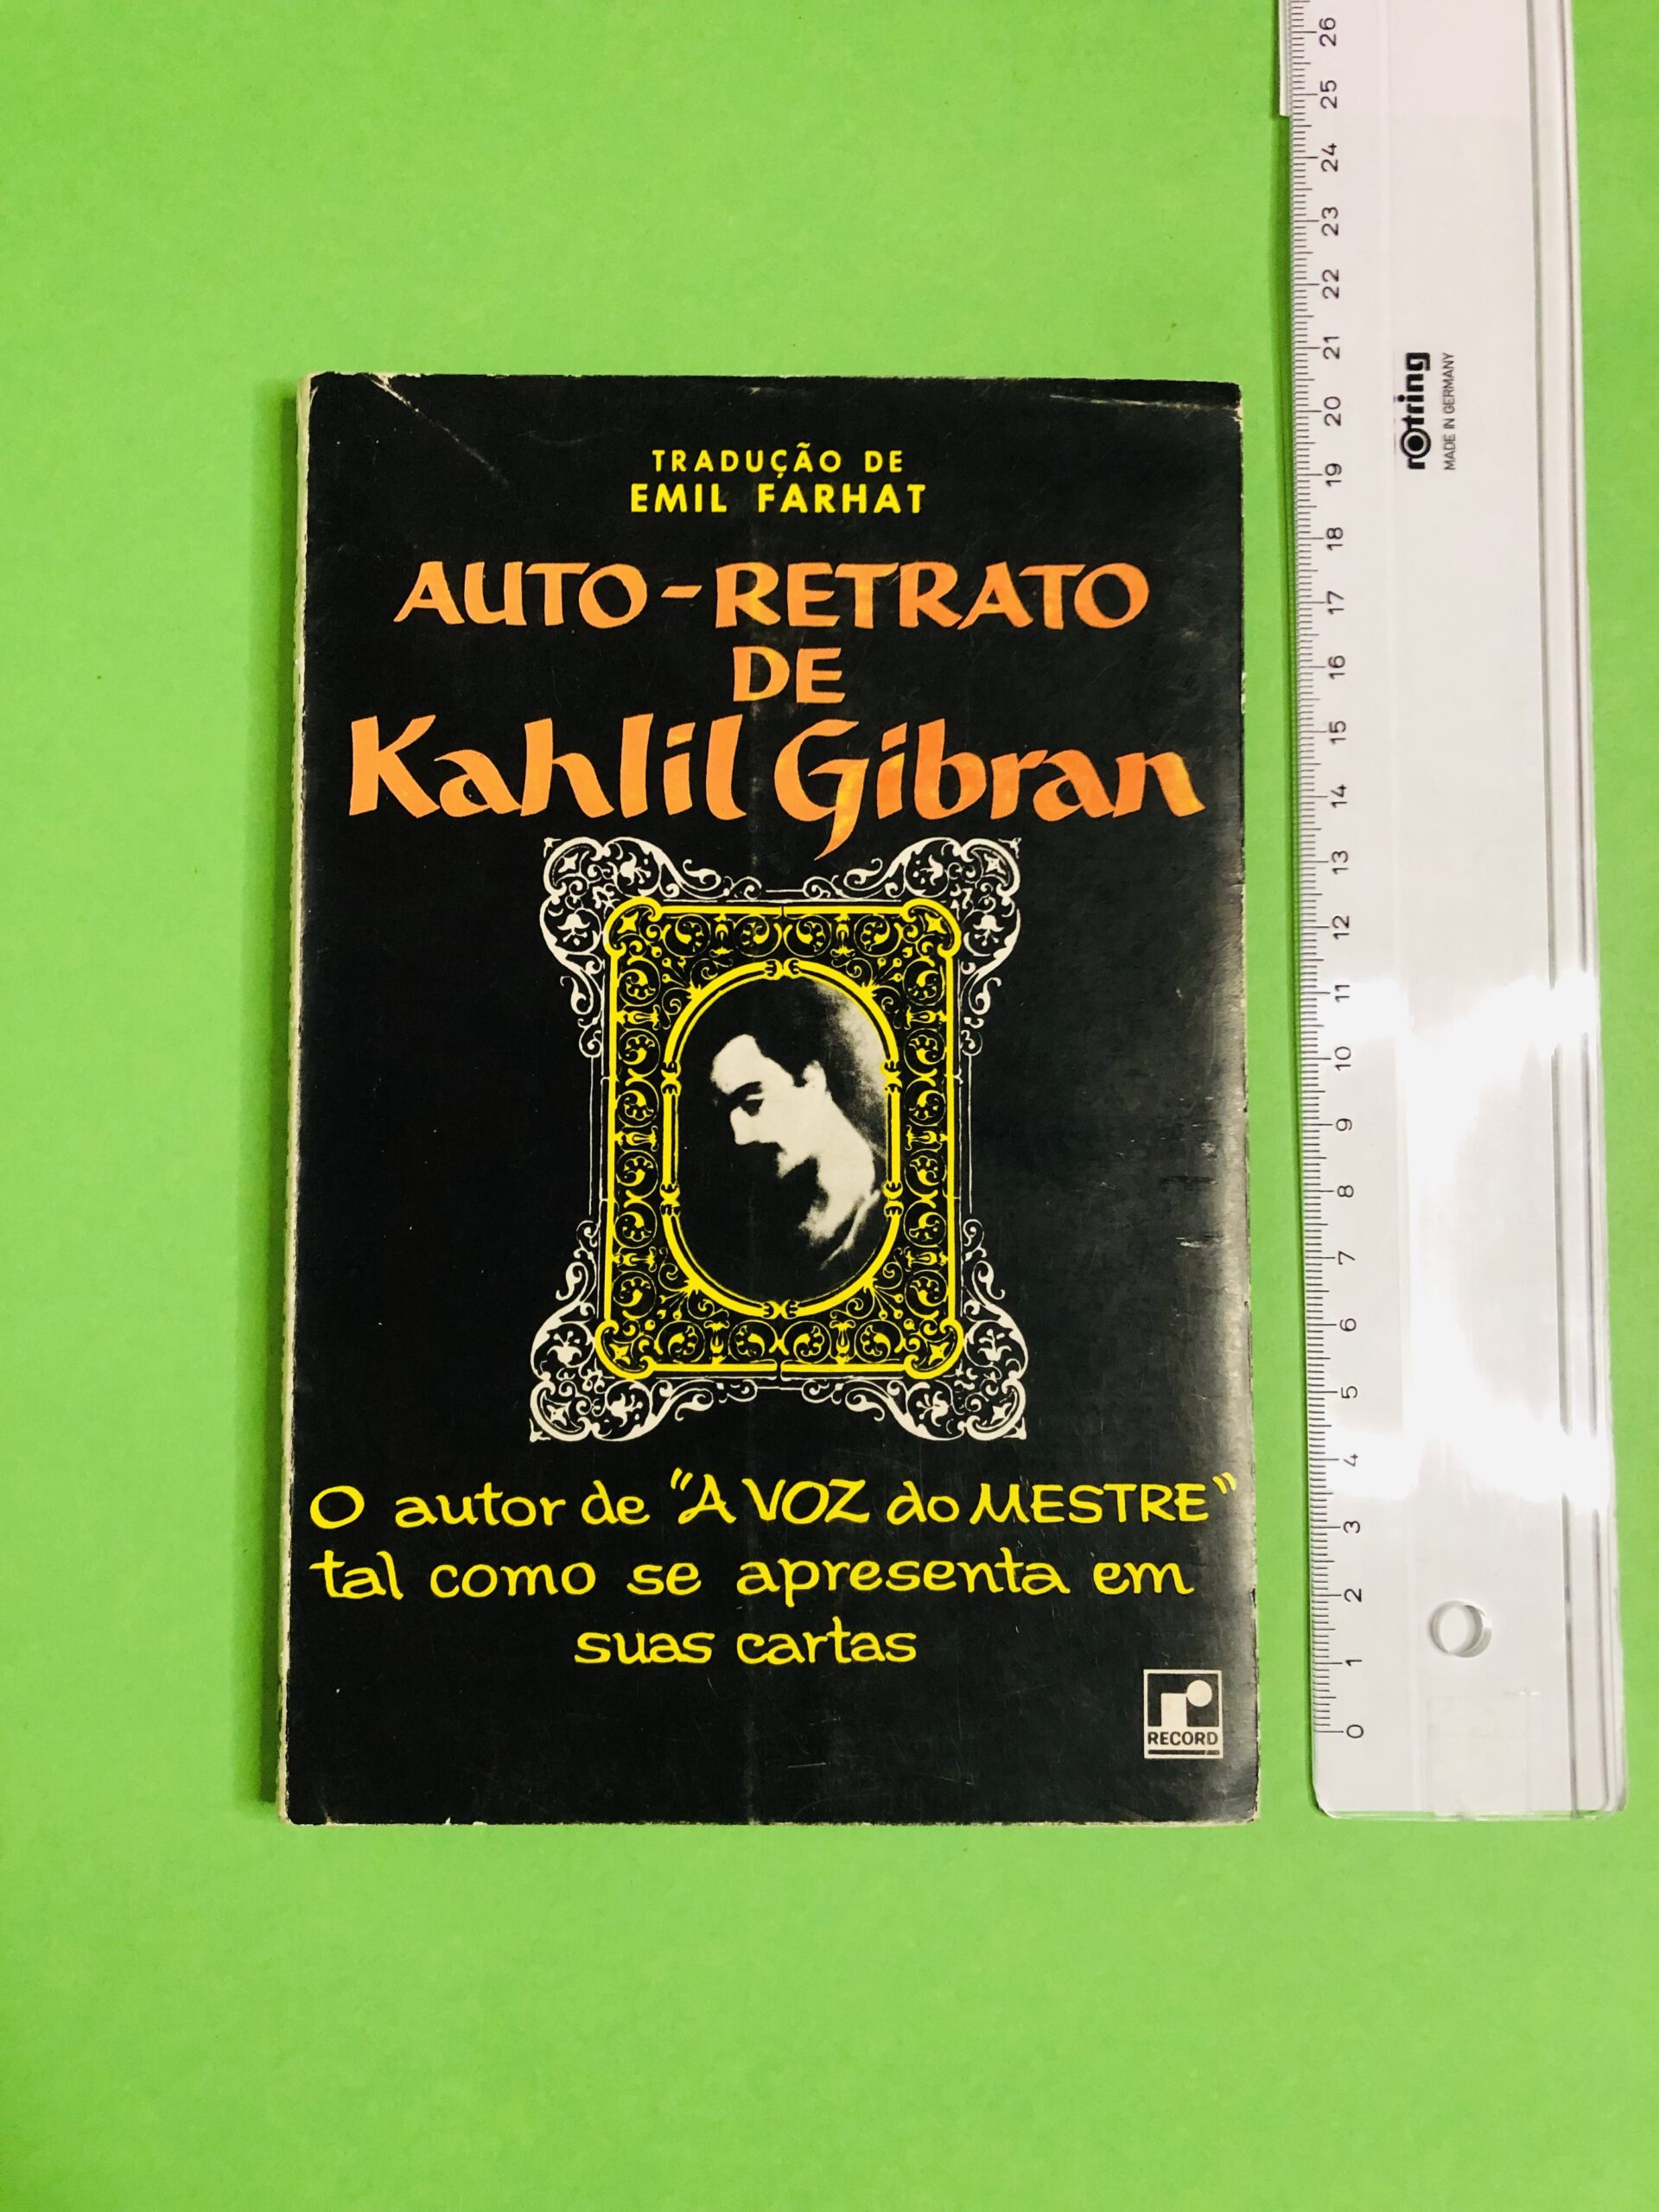 TRADUÇÃO DE
EMIL FARHAT
AUTO-RETRATO
DE
Kahlil Gibran
O autor de "A VOZ do MESTRE"
tal como se apresenta em
suas cartas
RECORD
26
25
24
23
22
21
20
19
18
17
16
15
14
13
12
11
10
9
8
7
6
5
4
3
2
1
0
rotring
MADE IN GERMANY